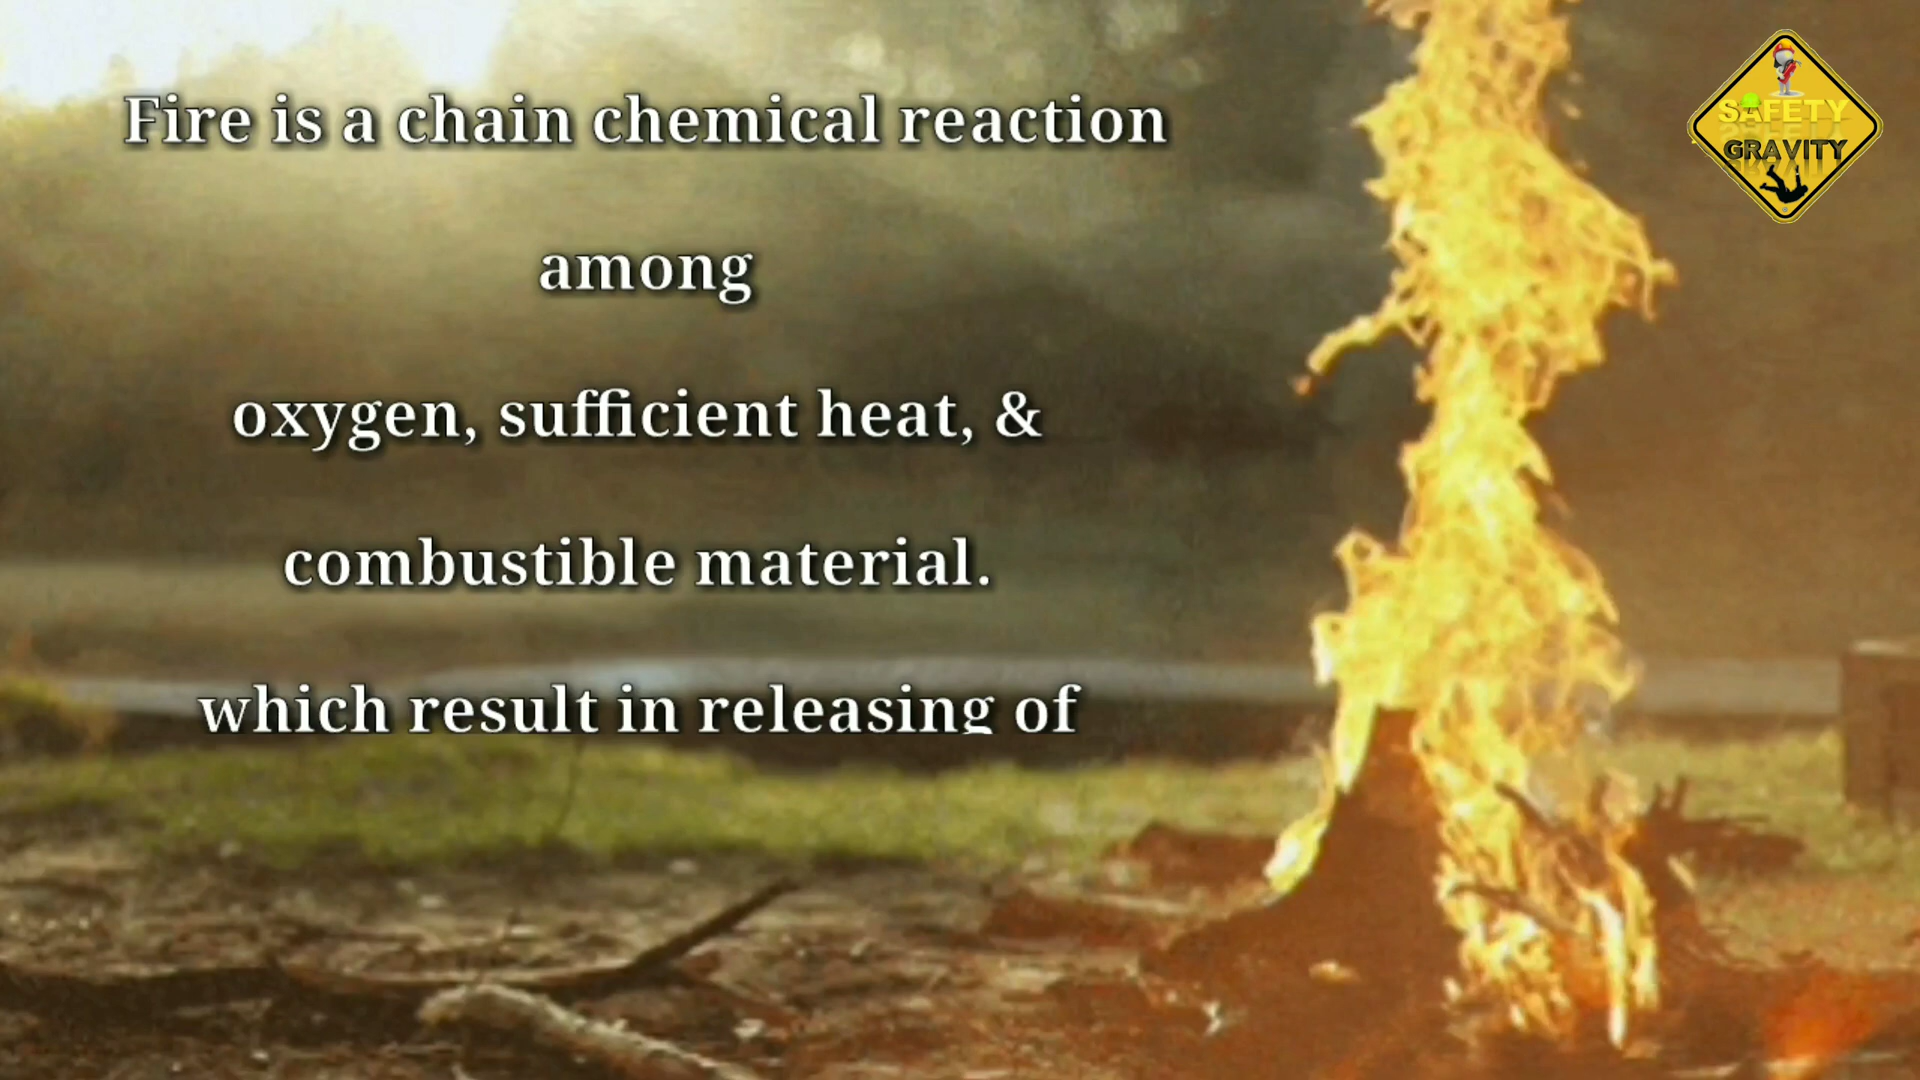 Fire is a chain chemical reaction
among
oxygen, sufficient heat, &
combustible material.
which result in releasing of
SAFETY
GRAVITY